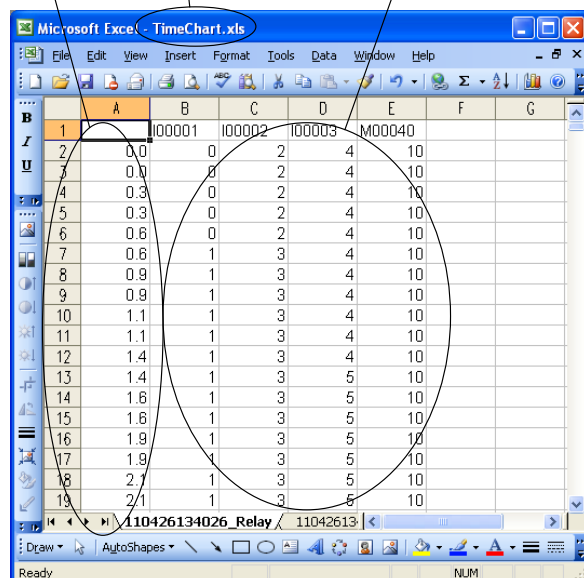 Microsoft Excel - TimeChart.xls
File Edit View Insert Format Tools Data Window Help
A B C D E F G
1 I00001 I00002 I00003 M00040
2 0.0 0 2 4 10
3 0.0 0 2 4 10
4 0.3 0 2 4 10
5 0.3 0 2 4 10
6 0.6 0 2 4 10
7 0.6 1 3 4 10
8 0.9 1 3 4 10
9 0.9 1 3 4 10
10 1.1 1 3 4 10
11 1.1 1 3 4 10
12 1.4 1 3 4 10
13 1.4 1 3 5 10
14 1.6 1 3 5 10
15 1.6 1 3 5 10
16 1.9 1 3 5 10
17 1.9 1 3 5 10
18 2.1 1 3 5 10
19 2.1 1 3 5 10
110426134026_Relay 11042613
Draw AutoShapes
Ready NUM